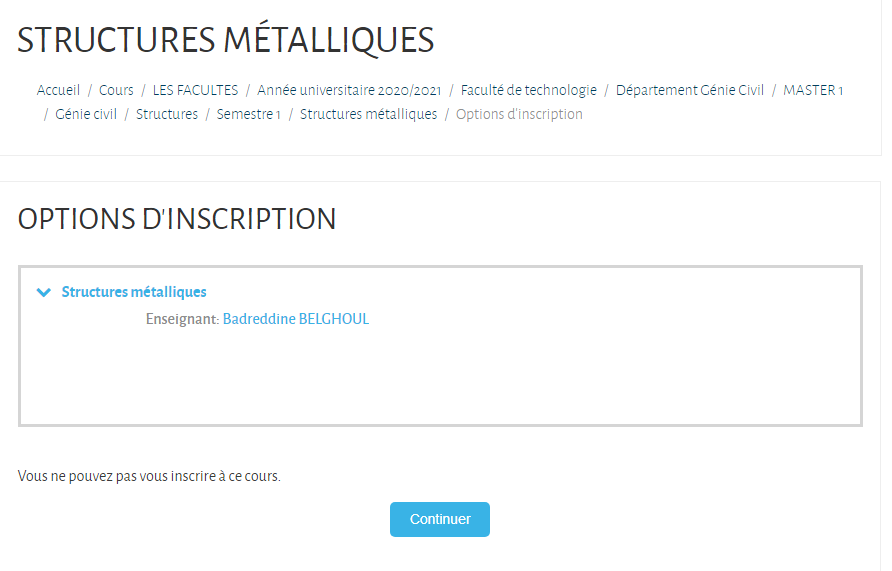 STRUCTURES MÉTALLIQUES
Accueil / Cours / LES FACULTES / Année universitaire 2020/2021 / Faculté de technologie / Département Génie Civil / MASTER 1
/ Génie civil / Structures / Semestre 1 / Structures métalliques / Options d'inscription
OPTIONS D'INSCRIPTION
Structures métalliques
Enseignant: Badreddine BELGHOUL
Vous ne pouvez pas vous inscrire à ce cours.
Continuer